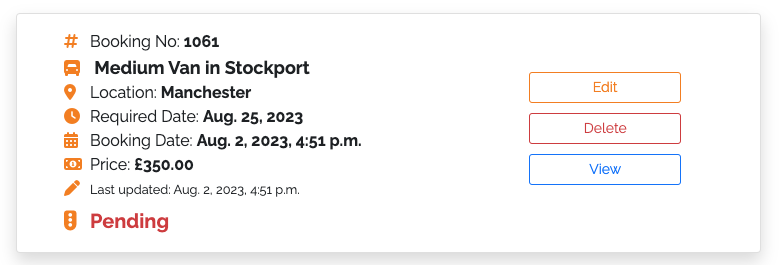 Booking No: 1061
Medium Van in Stockport
Location: Manchester
Required Date: Aug. 25, 2023
Booking Date: Aug. 2, 2023, 4:51 p.m.
Price: £350.00
Last updated: Aug. 2, 2023, 4:51 p.m.
Pending
Edit
Delete
View